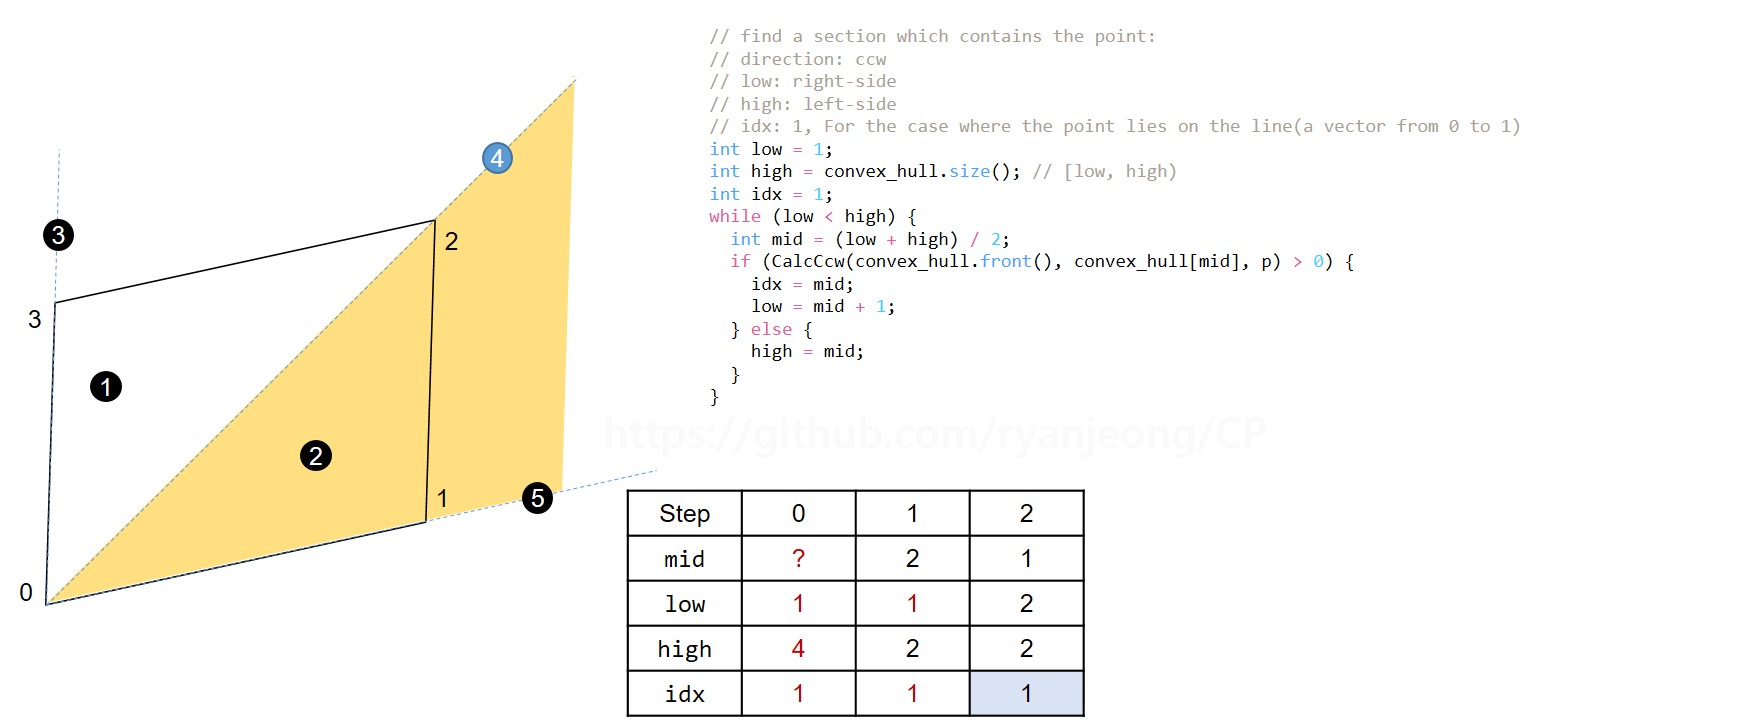 // find a section which contains the point:
// direction: ccw
// low: right-side
// high: left-side
// idx: 1, For the case where the point lies on the line(a vector from 0 to 1)
int low = 1;
int high = convex_hull.size(); // [low, high)
int idx = 1;
while (low < high) {
  int mid = (low + high) / 2;
  if (CalcCcw(convex_hull.front(), convex_hull[mid], p) > 0) {
    idx = mid;
    low = mid + 1;
  } else {
    high = mid;
  }
}
4
3
2
3
1
2
1
5
0
https://github.com/ryanjeong/CP
Step 0 1 2
mid ? 2 1
low 1 1 2
high 4 2 2
idx 1 1 1